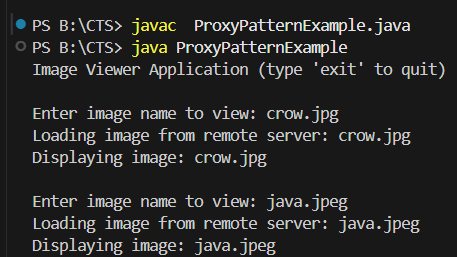 PS B:\CTS> javac  ProxyPatternExample.java
PS B:\CTS> java ProxyPatternExample
Image Viewer Application (type 'exit' to quit)
Enter image name to view: crow.jpg
Loading image from remote server: crow.jpg
Displaying image: crow.jpg
Enter image name to view: java.jpeg
Loading image from remote server: java.jpeg
Displaying image: java.jpeg